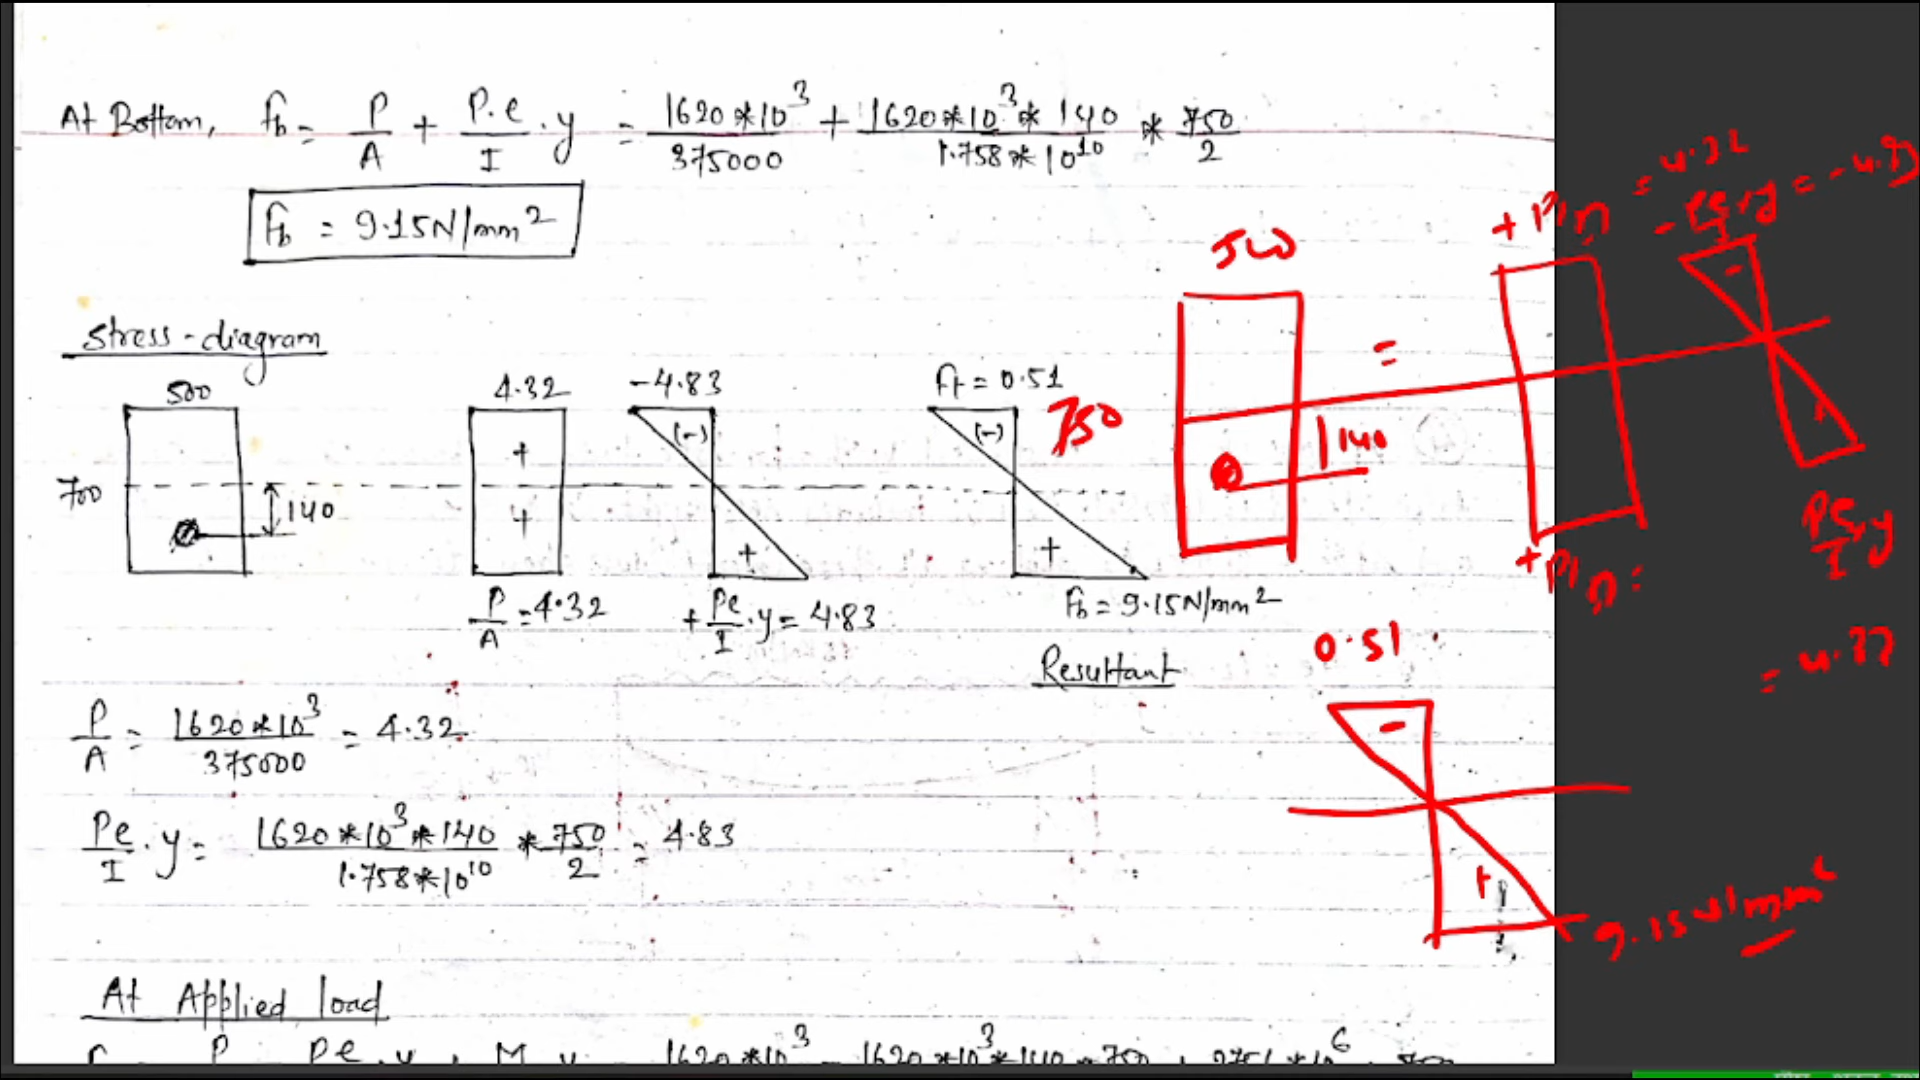 At Bottom, fb = P/A + P.e/I . y = 1620*10^3/375000 + 1620*10^3*140/1.758*10^10 * 750/2
fb = 9.15N/mm^2
Stress-diagram
500
700
140
4.32
+
+
P/A = 4.32
-4.83
(-)
+
+ Pe/I . y = 4.83
ft = 0.51
(-)
+
fb = 9.15N/mm^2
Resultant
P/A = 1620*10^3/375000 = 4.32
Pe/I . y = 1620*10^3*140/1.758*10^10 * 750/2 = 4.83
At Applied load
750
140
=
= 4.32
-
Pe/I y
0.51
-
+
9.15N/mm^2